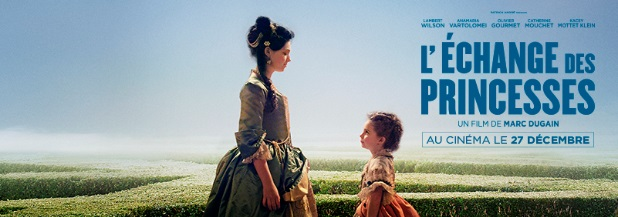 LAMBERT ANAMARIA OLIVIER CATHERINE KACEY
WILSON VARTOLOMEI GOURMET MOUCHET MOTTET KLEIN
L'ÉCHANGE DES
PRINCESSES
UN FILM DE MARC DUGAIN
AU CINÉMA LE 27 DÉCEMBRE